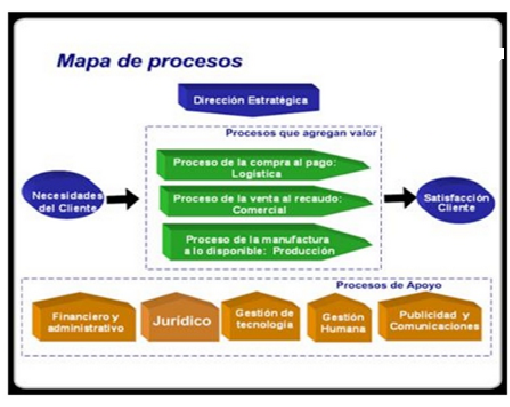 Mapa de procesos
Dirección Estratégica
Procesos que agregan valor
Proceso de la compra al pago:
Logística
Necesidades
del Cliente
Proceso de la venta al recaudo:
Comercial
Satisfacción
Cliente
Proceso de la manufactura
a lo disponible: Producción
Procesos de Apoyo
Financiero y
administrativo
Jurídico
Gestión de
tecnología
Gestión
Humana
Publicidad y
Comunicaciones